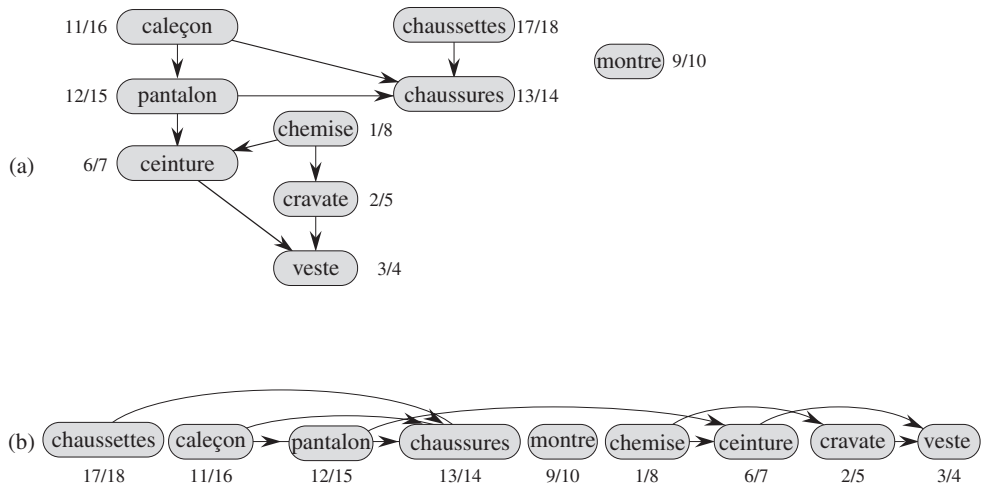 11/16 caleçon chaussettes 17/18
montre 9/10
12/15 pantalon chaussures 13/14
chemise 1/8
(a) 6/7 ceinture
cravate 2/5
veste 3/4
(b) chaussettes caleçon pantalon chaussures montre chemise ceinture cravate veste
17/18 11/16 12/15 13/14 9/10 1/8 6/7 2/5 3/4